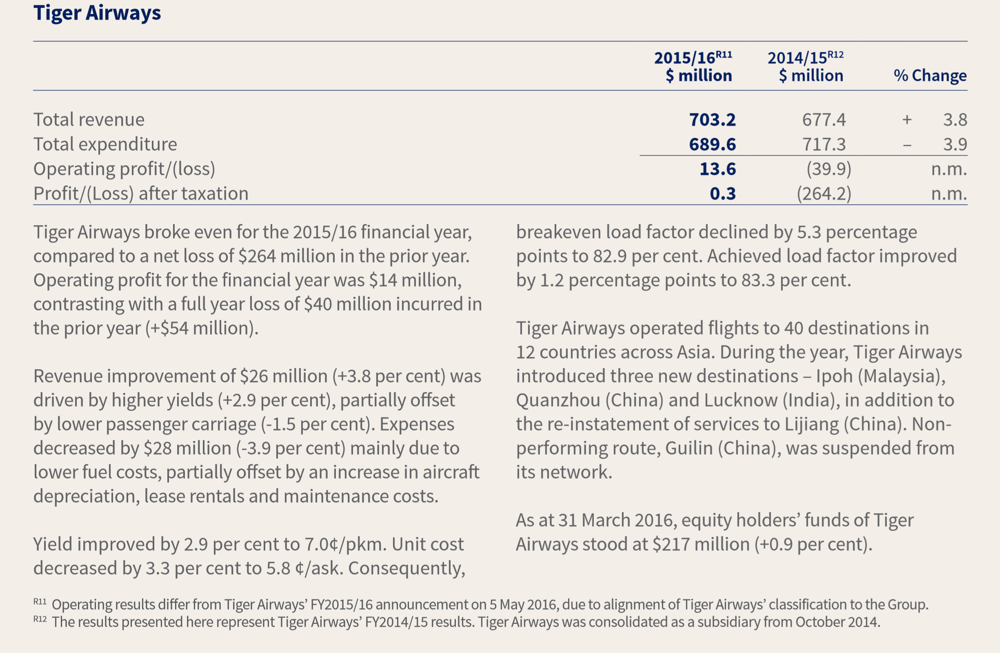 Tiger Airways
2015/16R11 2014/15R12
$ million $ million % Change
Total revenue 703.2 677.4 + 3.8
Total expenditure 689.6 717.3 – 3.9
Operating profit/(loss) 13.6 (39.9) n.m.
Profit/(Loss) after taxation 0.3 (264.2) n.m.
Tiger Airways broke even for the 2015/16 financial year,
compared to a net loss of $264 million in the prior year.
Operating profit for the financial year was $14 million,
contrasting with a full year loss of $40 million incurred in
the prior year (+$54 million).
Revenue improvement of $26 million (+3.8 per cent) was
driven by higher yields (+2.9 per cent), partially offset
by lower passenger carriage (-1.5 per cent). Expenses
decreased by $28 million (-3.9 per cent) mainly due to
lower fuel costs, partially offset by an increase in aircraft
depreciation, lease rentals and maintenance costs.
Yield improved by 2.9 per cent to 7.0¢/pkm. Unit cost
decreased by 3.3 per cent to 5.8 ¢/ask. Consequently,
breakeven load factor declined by 5.3 percentage
points to 82.9 per cent. Achieved load factor improved
by 1.2 percentage points to 83.3 per cent.
Tiger Airways operated flights to 40 destinations in
12 countries across Asia. During the year, Tiger Airways
introduced three new destinations – Ipoh (Malaysia),
Quanzhou (China) and Lucknow (India), in addition to
the re-instatement of services to Lijiang (China). Non-
performing route, Guilin (China), was suspended from
its network.
As at 31 March 2016, equity holders’ funds of Tiger
Airways stood at $217 million (+0.9 per cent).
R11 Operating results differ from Tiger Airways’ FY2015/16 announcement on 5 May 2016, due to alignment of Tiger Airways’ classification to the Group.
R12 The results presented here represent Tiger Airways’ FY2014/15 results. Tiger Airways was consolidated as a subsidiary from October 2014.